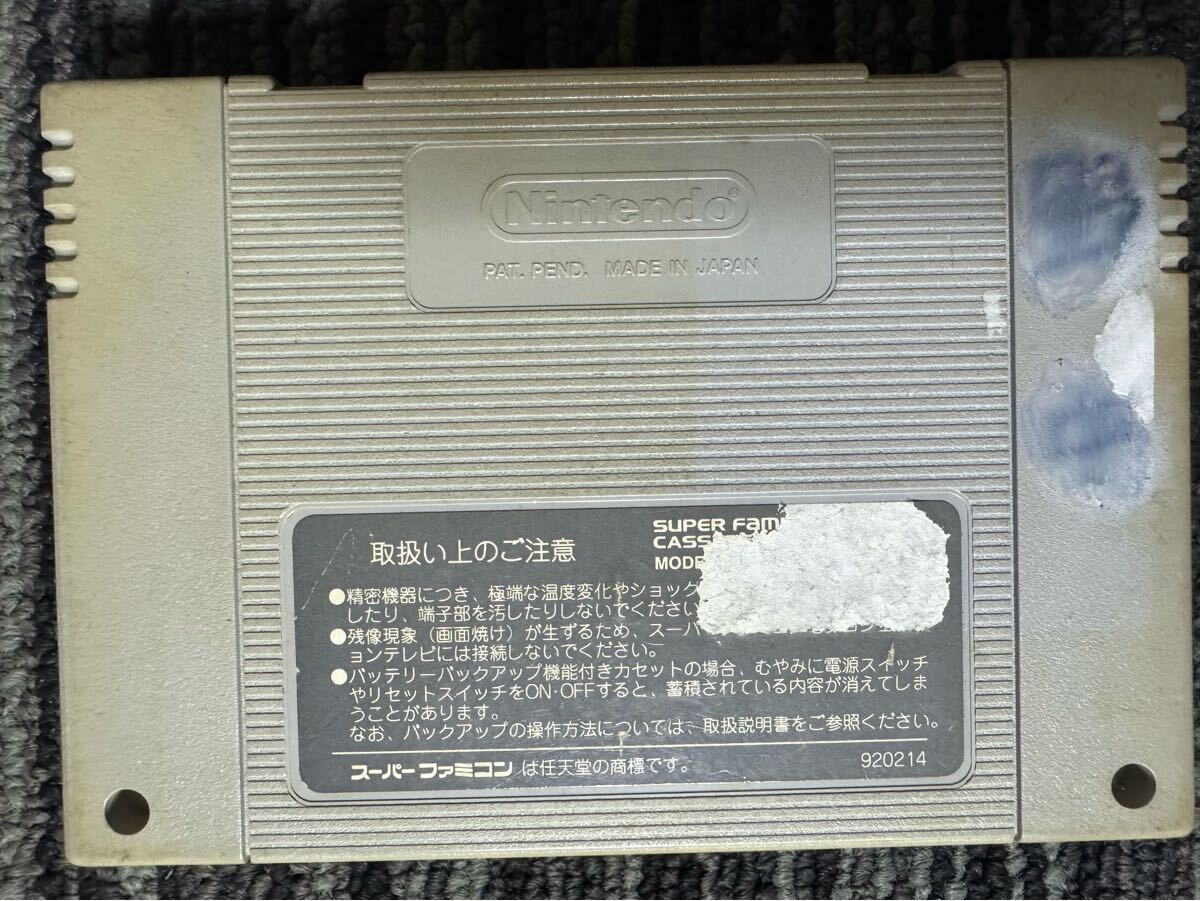 Nintendo®
PAT. PEND. MADE IN JAPAN
SUPER Fam
CASS
MODE
取扱い上のご注意
●精密機器につき、極端な温度変化やショック
したり、端子部を汚したりしないでください
●残像現象（画面焼け）が生ずるため、スーパー
ョンテレビには接続しないでください。
●バッテリーバックアップ機能付きカセットの場合、むやみに電源スイッチ
やリセットスイッチをON·OFFすると、蓄積されている内容が消えてしま
うことがあります。
なお、バックアップの操作方法については、取扱説明書をご参照ください。
スーパーファミコン は任天堂の商標です。
920214